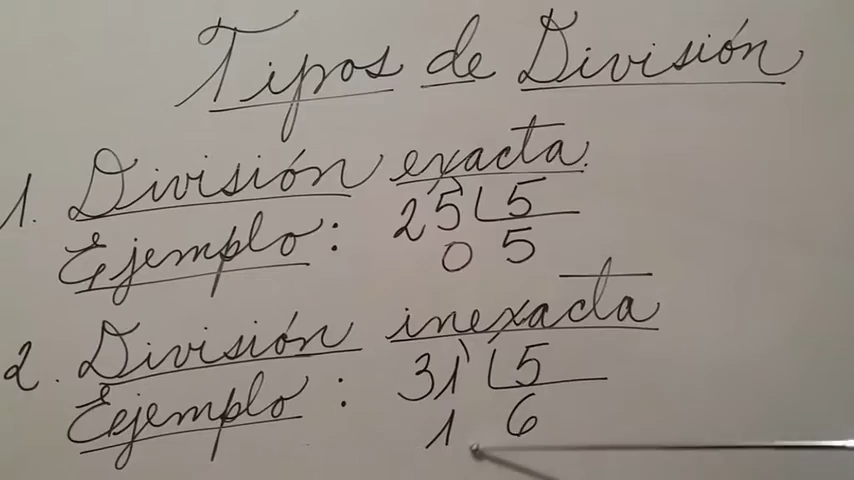 Tipos de División
1. División exacta.
Ejemplo: 25 5
0 5
2. División inexacta
Ejemplo: 31 5
1 6